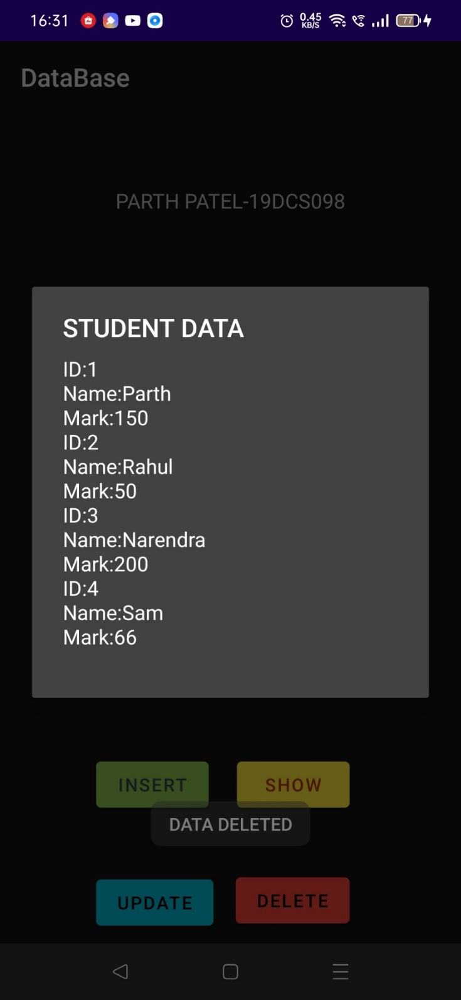 16:31
0.45
KB/S
77
DataBase
PARTH PATEL-19DCS098
STUDENT DATA
ID:1
Name:Parth
Mark:150
ID:2
Name:Rahul
Mark:50
ID:3
Name:Narendra
Mark:200
ID:4
Name:Sam
Mark:66
INSERT SHOW
DATA DELETED
UPDATE DELETE